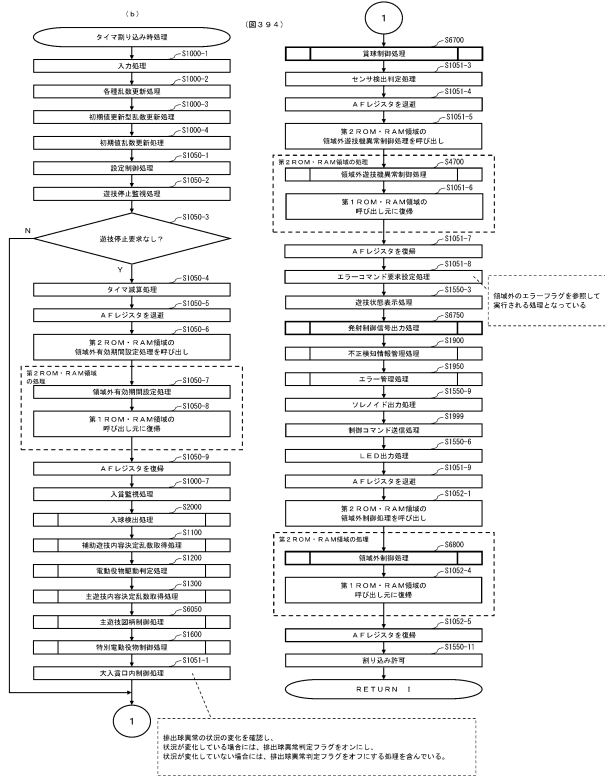 (b)
(図394)
タイマ割り込み時処理
S1000-1
入力処理
S1000-2
各種乱数更新処理
S1000-3
初期値更新型乱数更新処理
S1000-4
初期値乱数更新処理
S1050-1
設定制御処理
S1050-2
遊技停止監視処理
S1050-3
遊技停止要求なし?
N
Y
S1050-4
タイマ減算処理
S1050-5
AFレジスタを退避
S1050-6
第2ROM・RAM領域の
領域外有効期間設定処理を呼び出し
第2ROM・RAM領域
の処理
S1050-7
領域外有効期間設定処理
S1050-8
第1ROM・RAM領域の
呼び出し元に復帰
S1050-9
AFレジスタを復帰
S1000-7
入賞監視処理
S2000
入球検出処理
S1100
補助遊技内容決定乱数取得処理
S1200
電動役物駆動判定処理
S1300
主遊技内容決定乱数取得処理
S6050
主遊技図柄制御処理
S1600
特別電動役物制御処理
S1051-1
大入賞口内制御処理
1
排出球異常の状況の変化を確認し、
状況が変化している場合には、排出球異常判定フラグをオンにし、
状況が変化していない場合には、排出球異常判定フラグをオフにする処理を含んでいる。
1
S6700
賞球制御処理
S1051-3
センサ検出判定処理
S1051-4
AFレジスタを退避
S1051-5
第2ROM・RAM領域の
領域外遊技機異常制御処理を呼び出し
第2ROM・RAM領域の処理
S4700
領域外遊技機異常制御処理
S1051-6
第1ROM・RAM領域の
呼び出し元に復帰
S1051-7
AFレジスタを復帰
S1051-8
エラーコマンド要求設定処理
領域外のエラーフラグを参照して
実行される処理となっている
S1550-3
遊技状態表示処理
S6750
発射制御信号出力処理
S1900
不正検知情報管理処理
S1950
エラー管理処理
S1550-9
ソレノイド出力処理
S1999
制御コマンド送信処理
S1550-6
LED出力処理
S1051-9
AFレジスタを退避
S1052-1
第2ROM・RAM領域の
領域外制御処理を呼び出し
第2ROM・RAM領域の処理
S6800
領域外制御処理
S1052-4
第1ROM・RAM領域の
呼び出し元に復帰
S1052-5
AFレジスタを復帰
S1550-11
割り込み許可
RETURN I